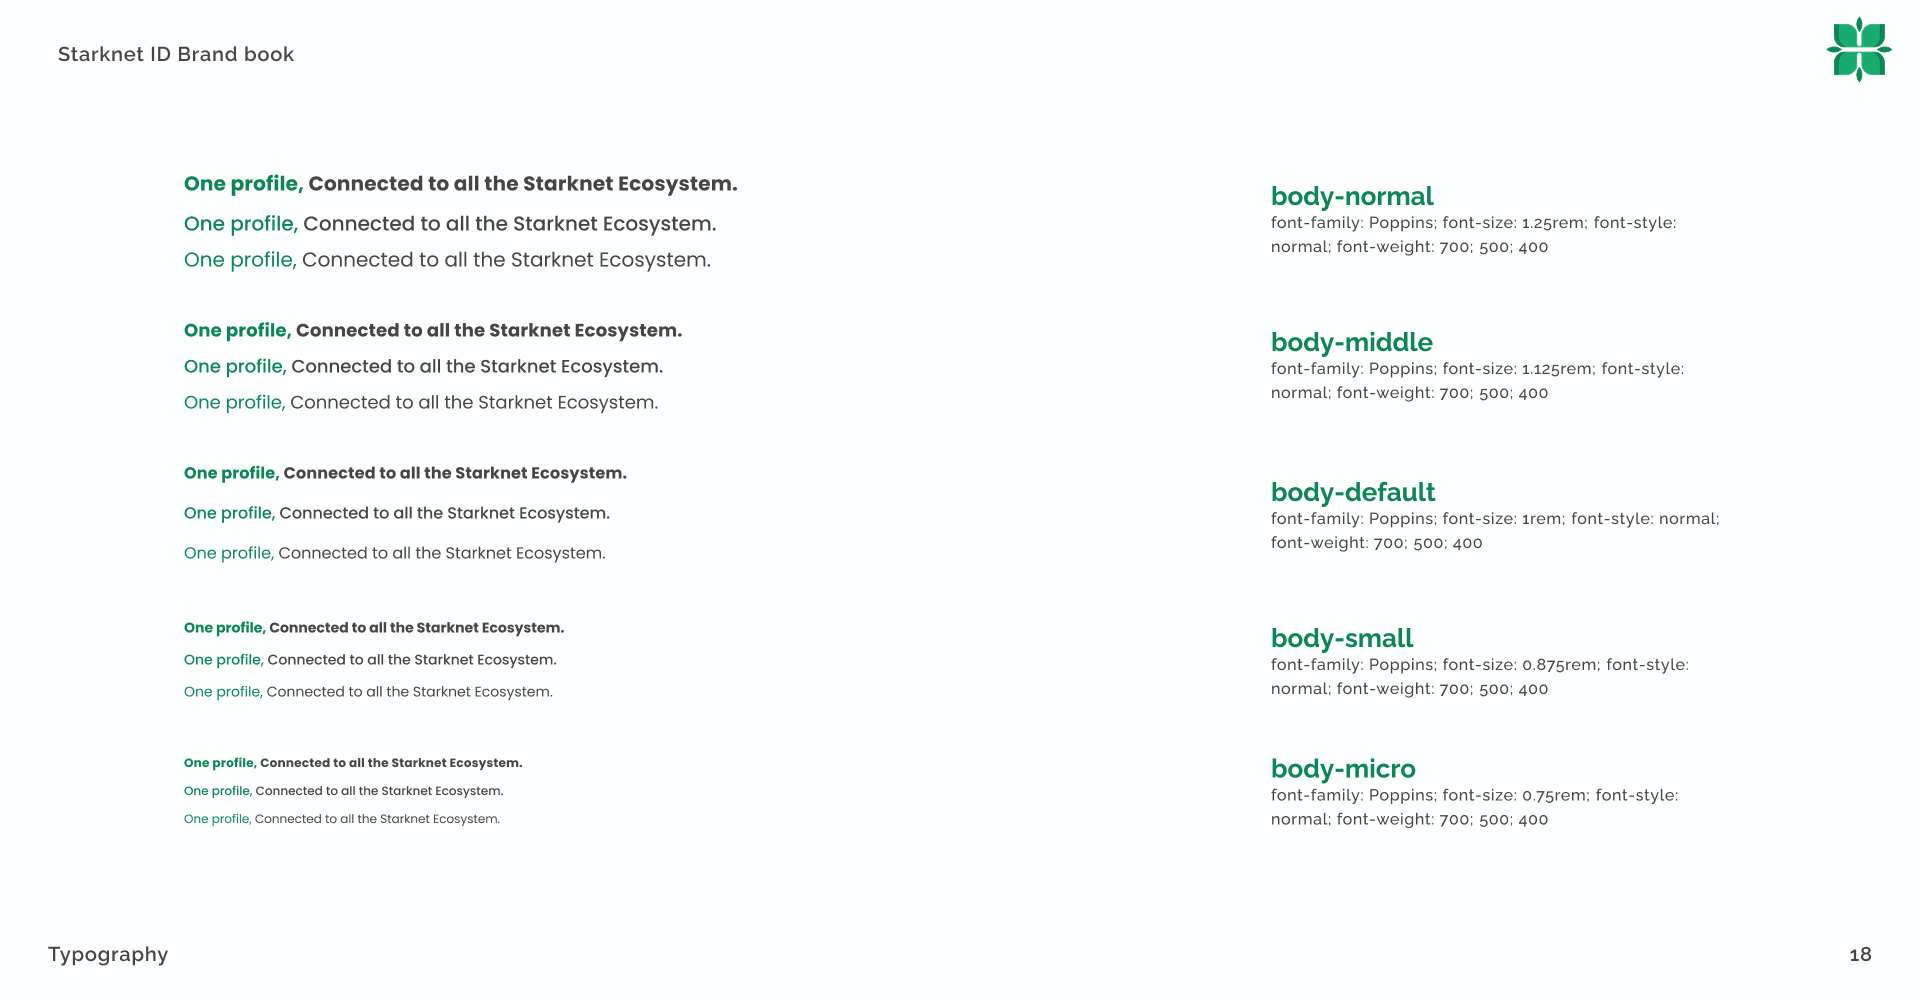 Starknet ID Brand book
One profile, Connected to all the Starknet Ecosystem.
One profile, Connected to all the Starknet Ecosystem.
One profile, Connected to all the Starknet Ecosystem.
body-normal
font-family: Poppins; font-size: 1.25rem; font-style:
normal; font-weight: 700; 500; 400
One profile, Connected to all the Starknet Ecosystem.
One profile, Connected to all the Starknet Ecosystem.
One profile, Connected to all the Starknet Ecosystem.
body-middle
font-family: Poppins; font-size: 1.125rem; font-style:
normal; font-weight: 700; 500; 400
One profile, Connected to all the Starknet Ecosystem.
One profile, Connected to all the Starknet Ecosystem.
One profile, Connected to all the Starknet Ecosystem.
body-default
font-family: Poppins; font-size: 1rem; font-style: normal;
font-weight: 700; 500; 400
One profile, Connected to all the Starknet Ecosystem.
One profile, Connected to all the Starknet Ecosystem.
One profile, Connected to all the Starknet Ecosystem.
body-small
font-family: Poppins; font-size: 0.875rem; font-style:
normal; font-weight: 700; 500; 400
One profile, Connected to all the Starknet Ecosystem.
One profile, Connected to all the Starknet Ecosystem.
One profile, Connected to all the Starknet Ecosystem.
body-micro
font-family: Poppins; font-size: 0.75rem; font-style:
normal; font-weight: 700; 500; 400
Typography
18